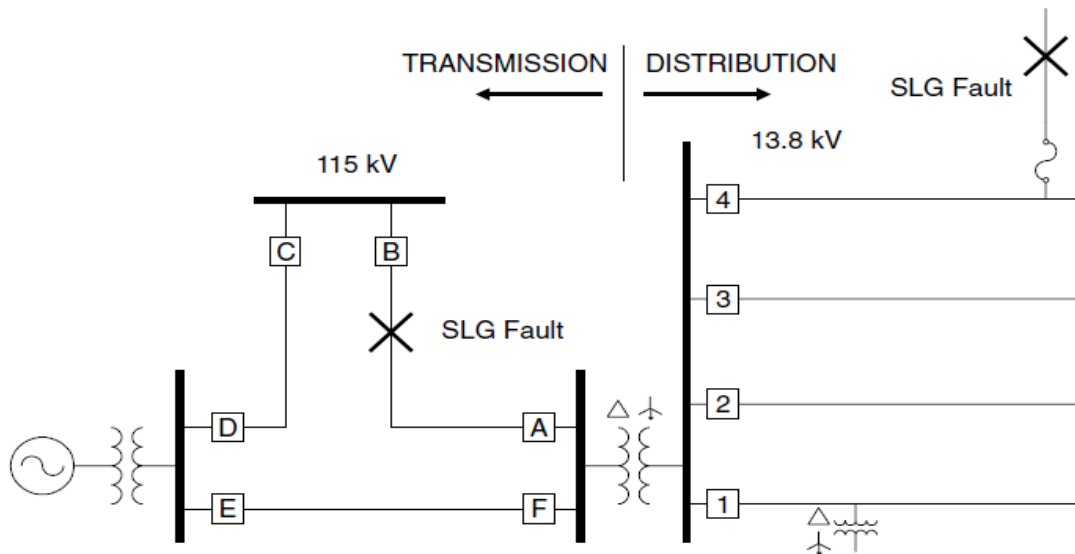 TRANSMISSION
DISTRIBUTION
SLG Fault
13.8 kV
115 kV
4
C
B
3
SLG Fault
2
D
A
E
F
1